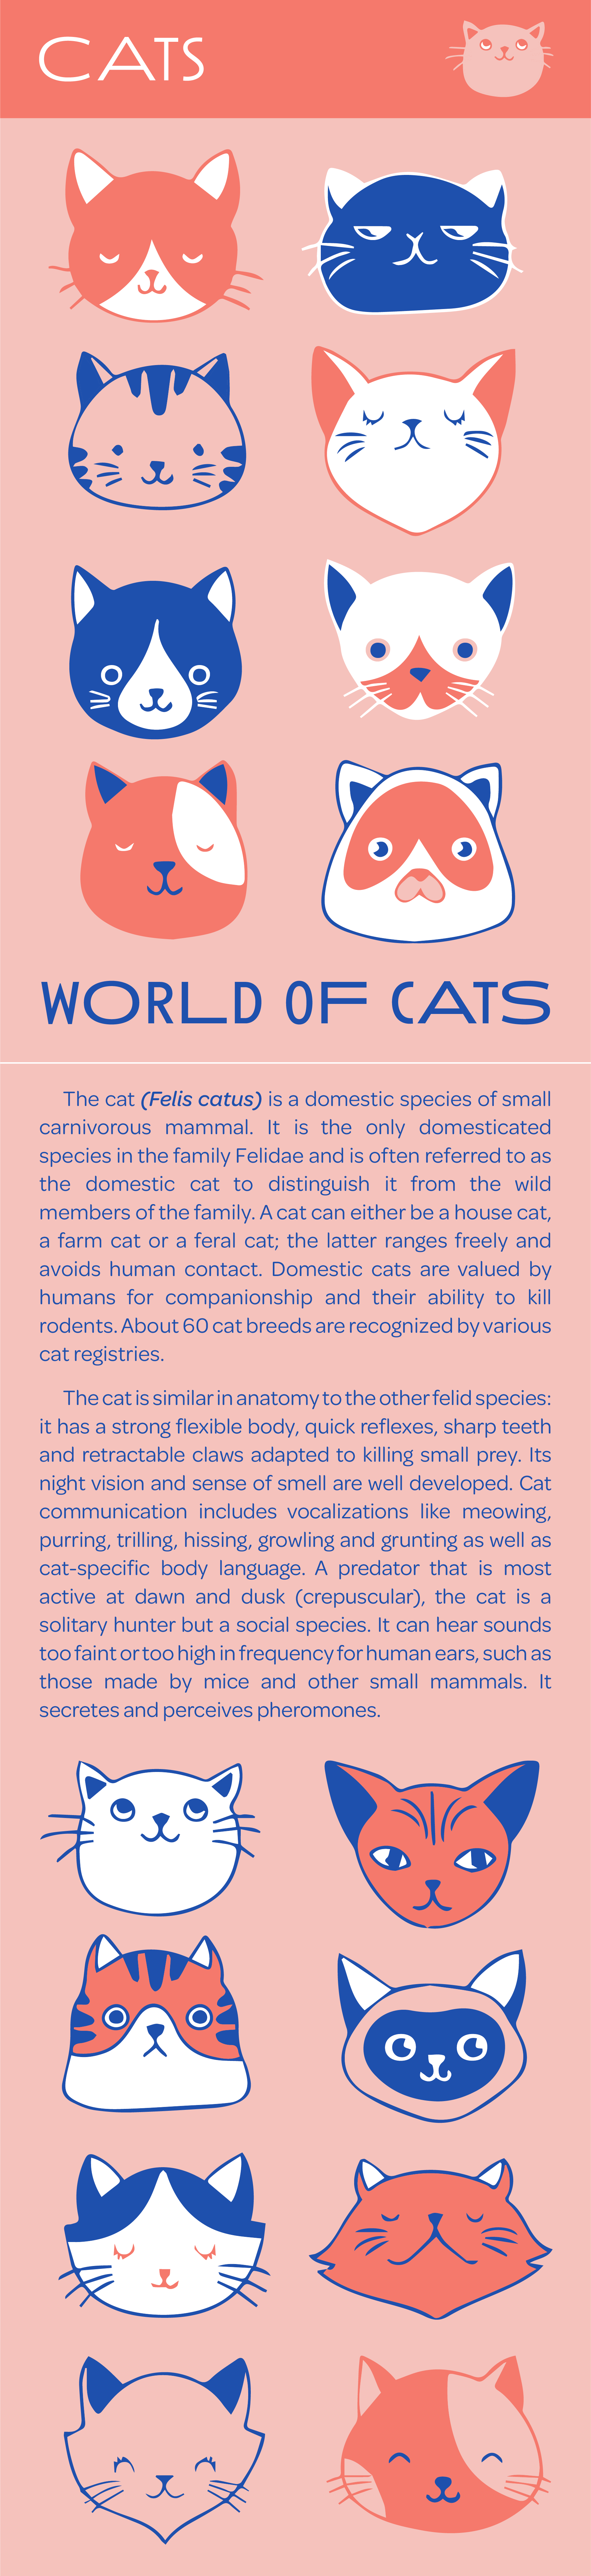 CATS
WORLD OF CATS
The cat (Felis catus) is a domestic species of small
carnivorous mammal. It is the only domesticated
species in the family Felidae and is often referred to as
the domestic cat to distinguish it from the wild
members of the family. A cat can either be a house cat,
a farm cat or a feral cat; the latter ranges freely and
avoids human contact. Domestic cats are valued by
humans for companionship and their ability to kill
rodents. About 60 cat breeds are recognized by various
cat registries.
The cat is similar in anatomy to the other felid species:
it has a strong flexible body, quick reflexes, sharp teeth
and retractable claws adapted to killing small prey. Its
night vision and sense of smell are well developed. Cat
communication includes vocalizations like meowing,
purring, trilling, hissing, growling and grunting as well as
cat-specific body language. A predator that is most
active at dawn and dusk (crepuscular), the cat is a
solitary hunter but a social species. It can hear sounds
too faint or too high in frequency for human ears, such as
those made by mice and other small mammals. It
secretes and perceives pheromones.